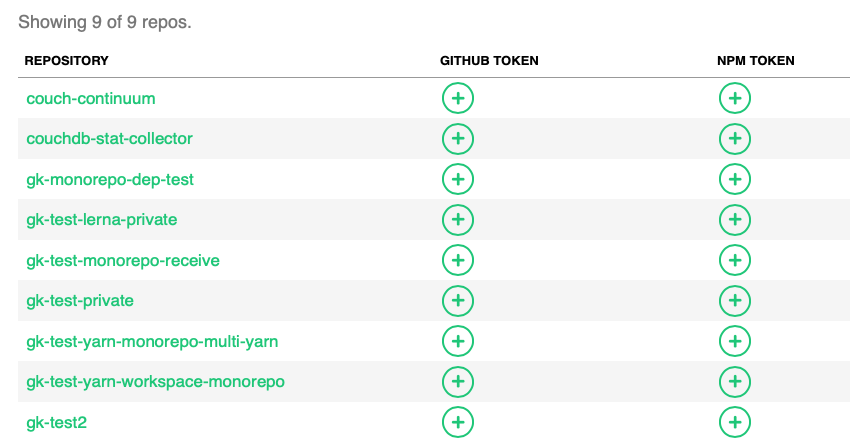 Showing 9 of 9 repos.
REPOSITORY GITHUB TOKEN NPM TOKEN
couch-continuum
couchdb-stat-collector
gk-monorepo-dep-test
gk-test-lerna-private
gk-test-monorepo-receive
gk-test-private
gk-test-yarn-monorepo-multi-yarn
gk-test-yarn-workspace-monorepo
gk-test2